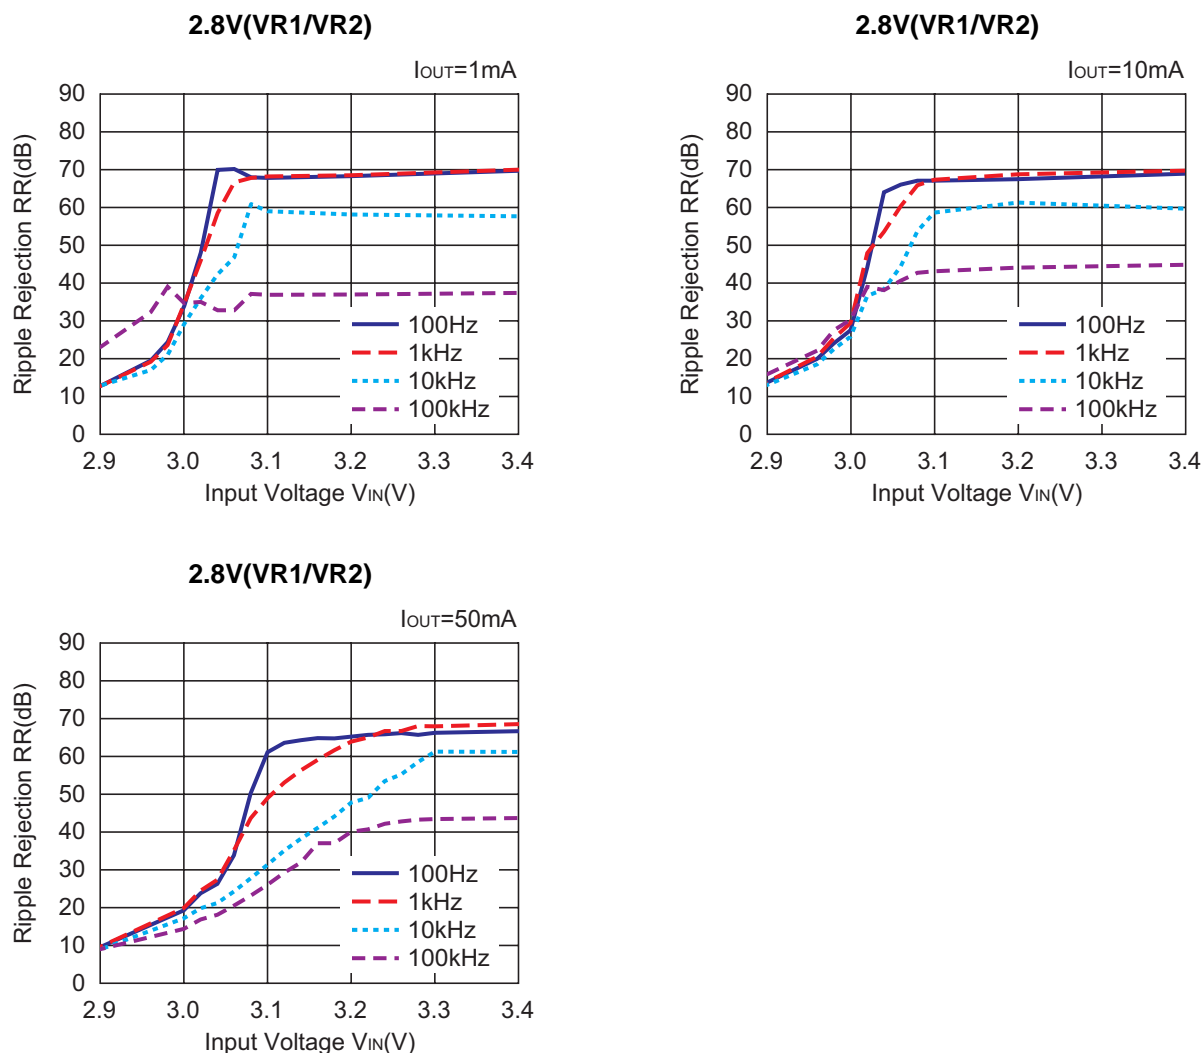 2.8V(VR1/VR2)
IOUT=1mA
Ripple Rejection RR(dB)
90
80
70
60
50
40
30
20
10
0
100Hz
1kHz
10kHz
100kHz
2.9 3.0 3.1 3.2 3.3 3.4
Input Voltage VIN(V)
2.8V(VR1/VR2)
IOUT=10mA
Ripple Rejection RR(dB)
90
80
70
60
50
40
30
20
10
0
100Hz
1kHz
10kHz
100kHz
2.9 3.0 3.1 3.2 3.3 3.4
Input Voltage VIN(V)
2.8V(VR1/VR2)
IOUT=50mA
Ripple Rejection RR(dB)
90
80
70
60
50
40
30
20
10
0
100Hz
1kHz
10kHz
100kHz
2.9 3.0 3.1 3.2 3.3 3.4
Input Voltage VIN(V)